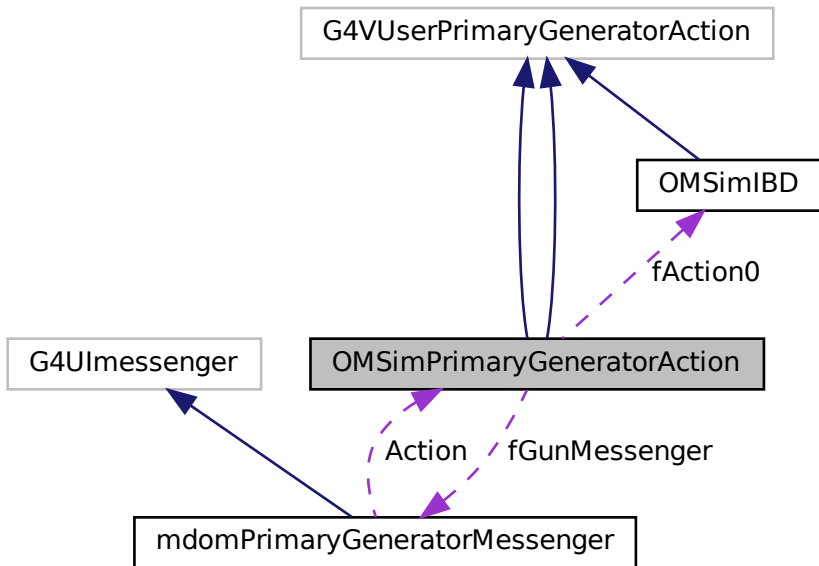 G4VUserPrimaryGeneratorAction
OMSimIBD
fAction0
G4UImessenger
OMSimPrimaryGeneratorAction
Action
fGunMessenger
mdomPrimaryGeneratorMessenger